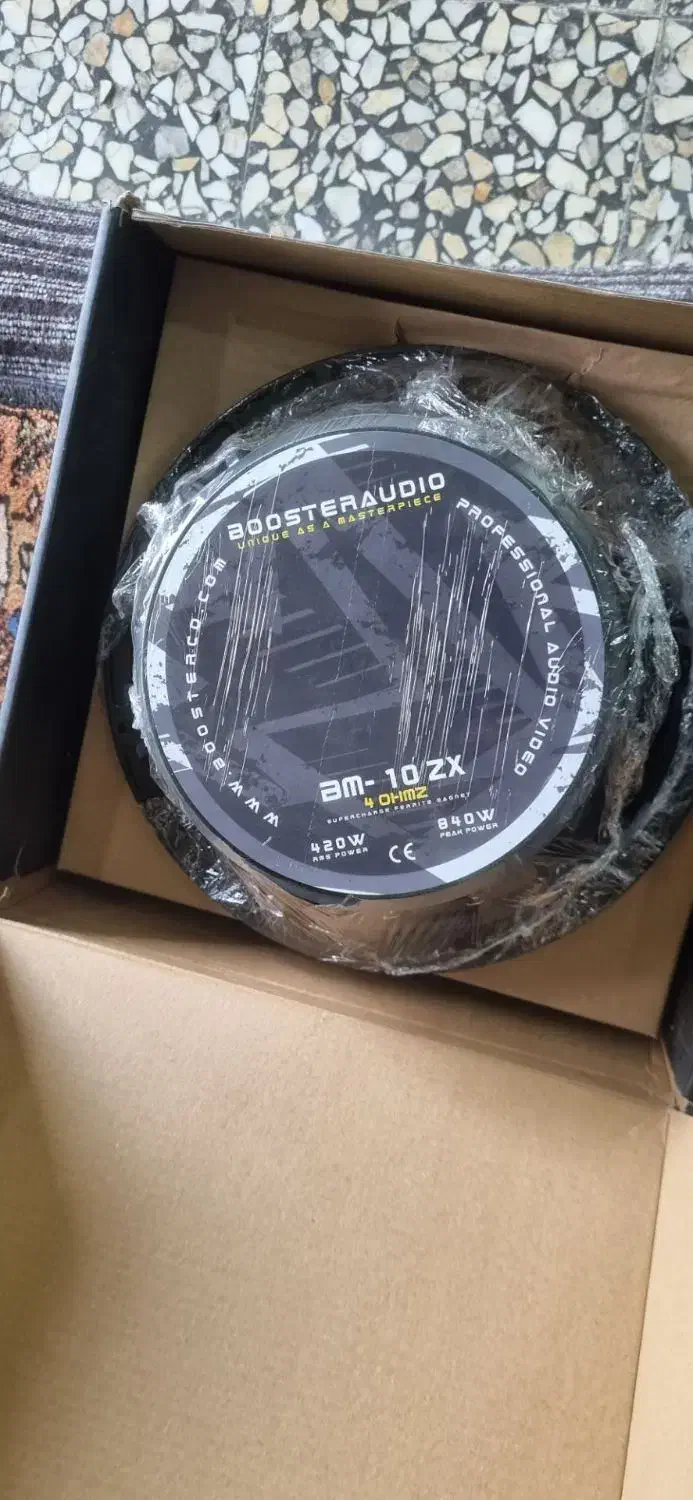 BOOSTERAUDIO
UNIQUE AS A MASTERPIECE
PROFESSIONAL AUDIO VIDEO
WWW.BOOSTERCO.COM
BM-10 ZX
4 OHMZ
SUPERCHARGE FERRITE MAGNET
420W
RMS POWER
840W
PEAK POWER
CE